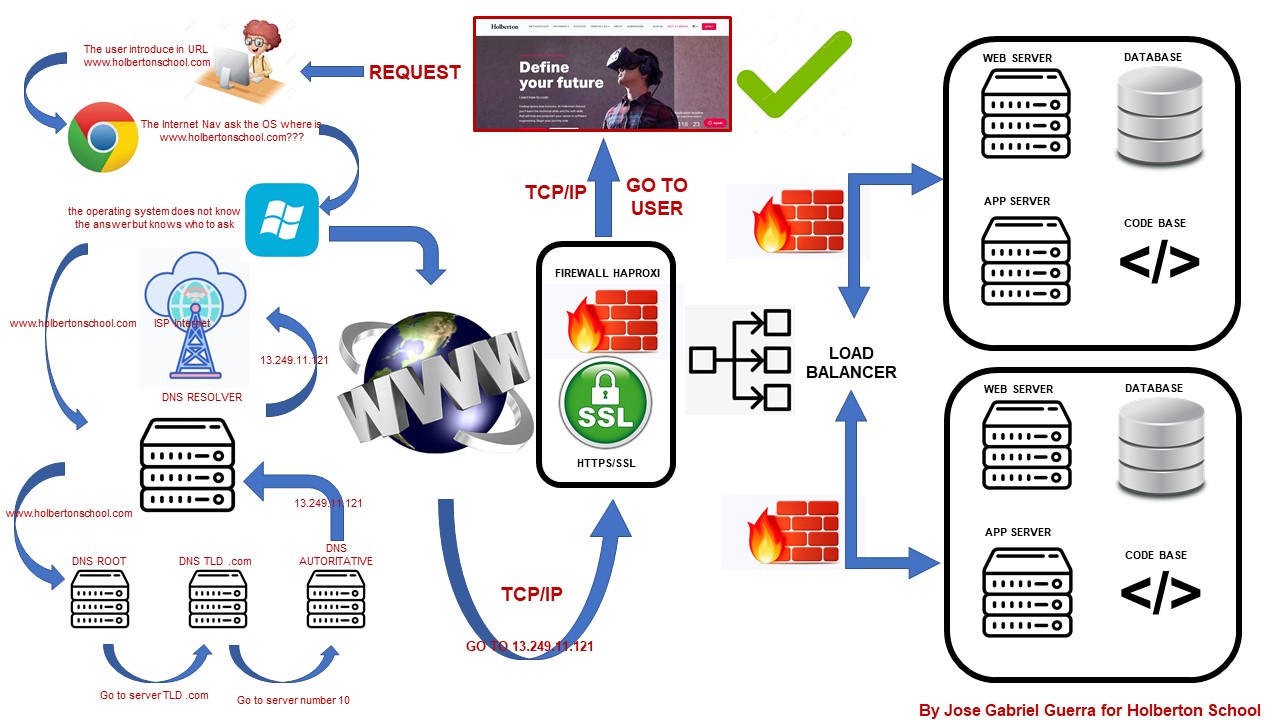 The user introduce in URL
www.holbertonschool.com
REQUEST
Holberton
Define
your future
The Internet Nav ask the OS where is
www.holbertonschool.com???
the operating system does not know
the answer but knows who to ask
TCP/IP
GO TO
USER
www.holbertonschool.com
ISP Internet
13.249.11.121
DNS RESOLVER
WWW
www.holbertonschool.com
13.249.11.121
DNS ROOT
DNS TLD .com
DNS
AUTORITATIVE
Go to server TLD .com
Go to server number 10
FIREWALL HAPROXI
SSL
HTTPS/SSL
TCP/IP
GO TO 13.249.11.121
LOAD
BALANCER
WEB SERVER
DATABASE
APP SERVER
CODE BASE
</>
WEB SERVER
DATABASE
APP SERVER
CODE BASE
</>
By Jose Gabriel Guerra for Holberton School